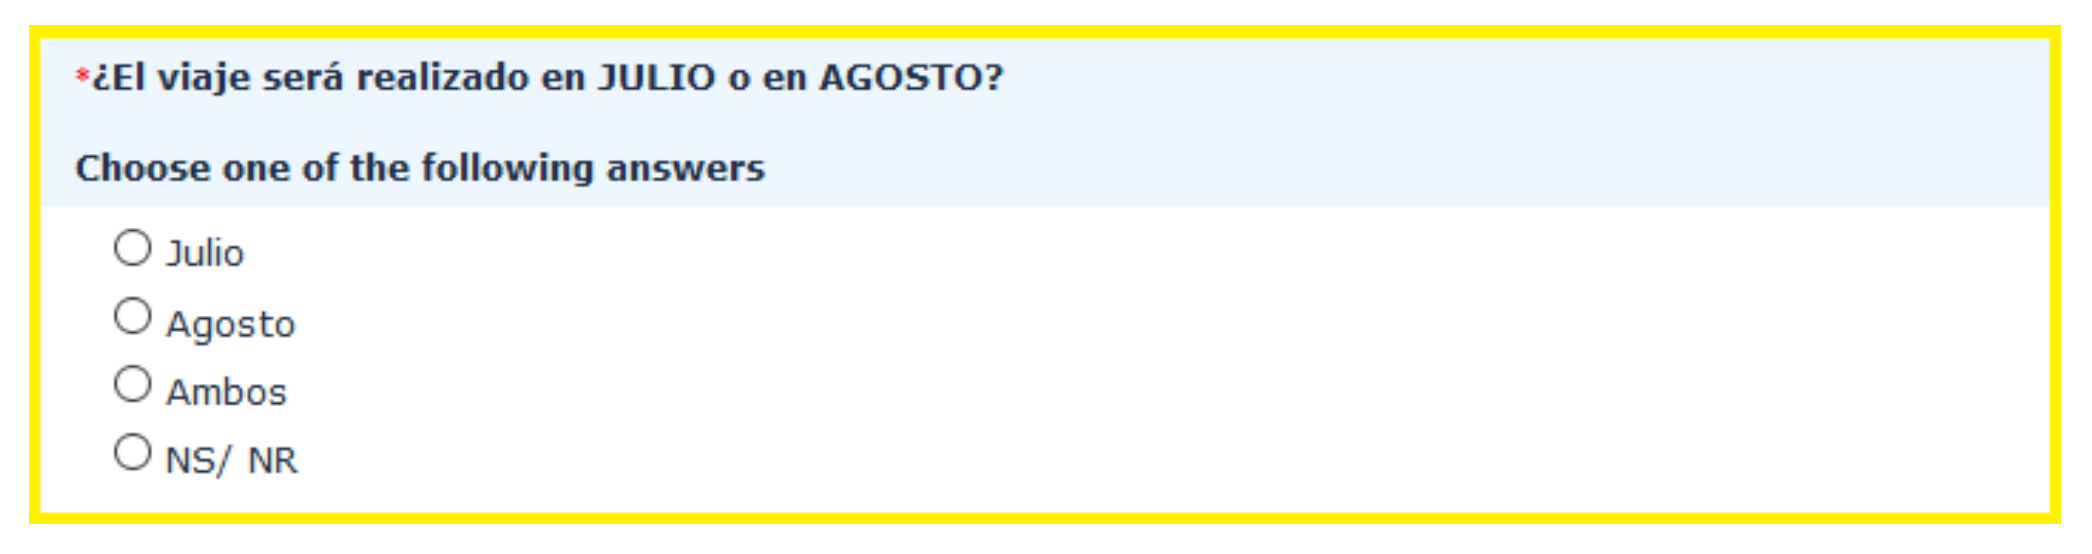 *¿El viaje será realizado en JULIO o en AGOSTO?
Choose one of the following answers
Julio
Agosto
Ambos
NS/ NR